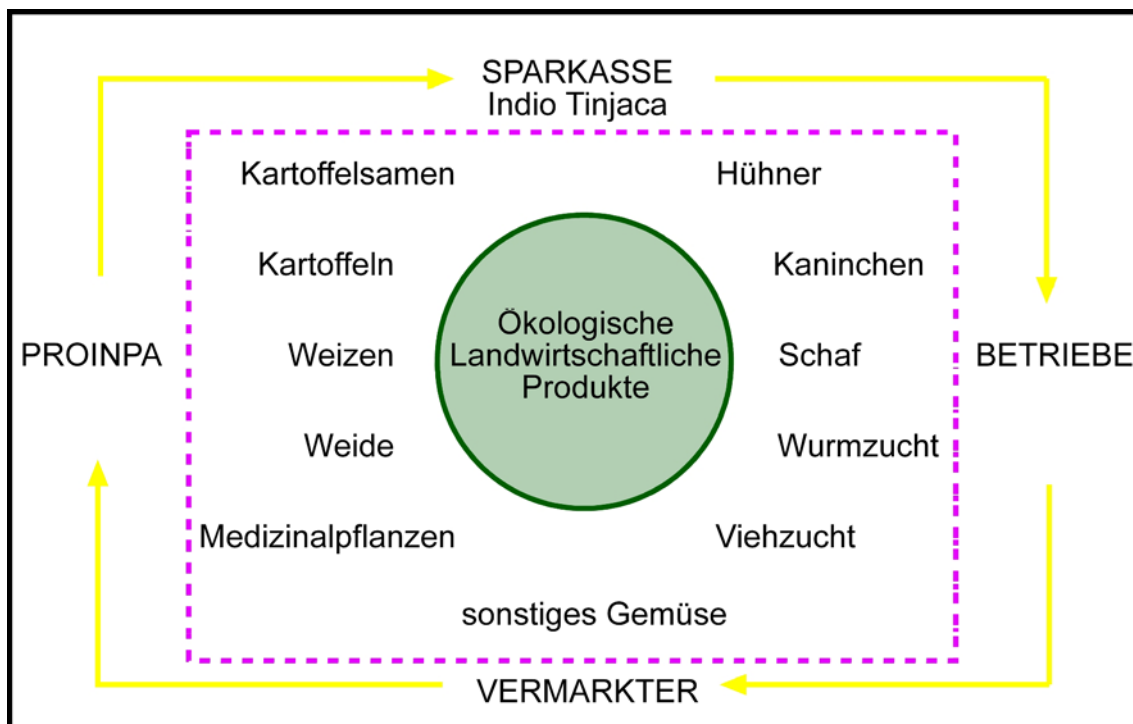 SPARKASSE
Indio Tinjaca
Kartoffelsamen
Hühner
Kartoffeln
Kaninchen
Ökologische
Landwirtschaftliche
Produkte
PROINPA
Weizen
Schaf
BETRIEBE
Weide
Wurmzucht
Medizinalpflanzen
Viehzucht
sonstiges Gemüse
VERMARKTER